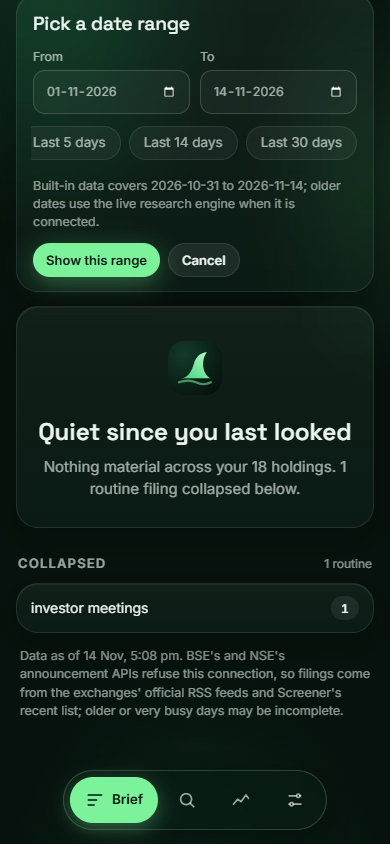 Pick a date range
From
To
01-11-2026
14-11-2026
Last 5 days
Last 14 days
Last 30 days
Built-in data covers 2026-10-31 to 2026-11-14; older
dates use the live research engine when it is
connected.
Show this range
Cancel
Quiet since you last looked
Nothing material across your 18 holdings. 1
routine filing collapsed below.
COLLAPSED
1 routine
investor meetings
1
Data as of 14 Nov, 5:08 pm. BSE's and NSE's
announcement APIs refuse this connection, so filings come
from the exchanges' official RSS feeds and Screener's
recent list; older or very busy days may be incomplete.
Brief